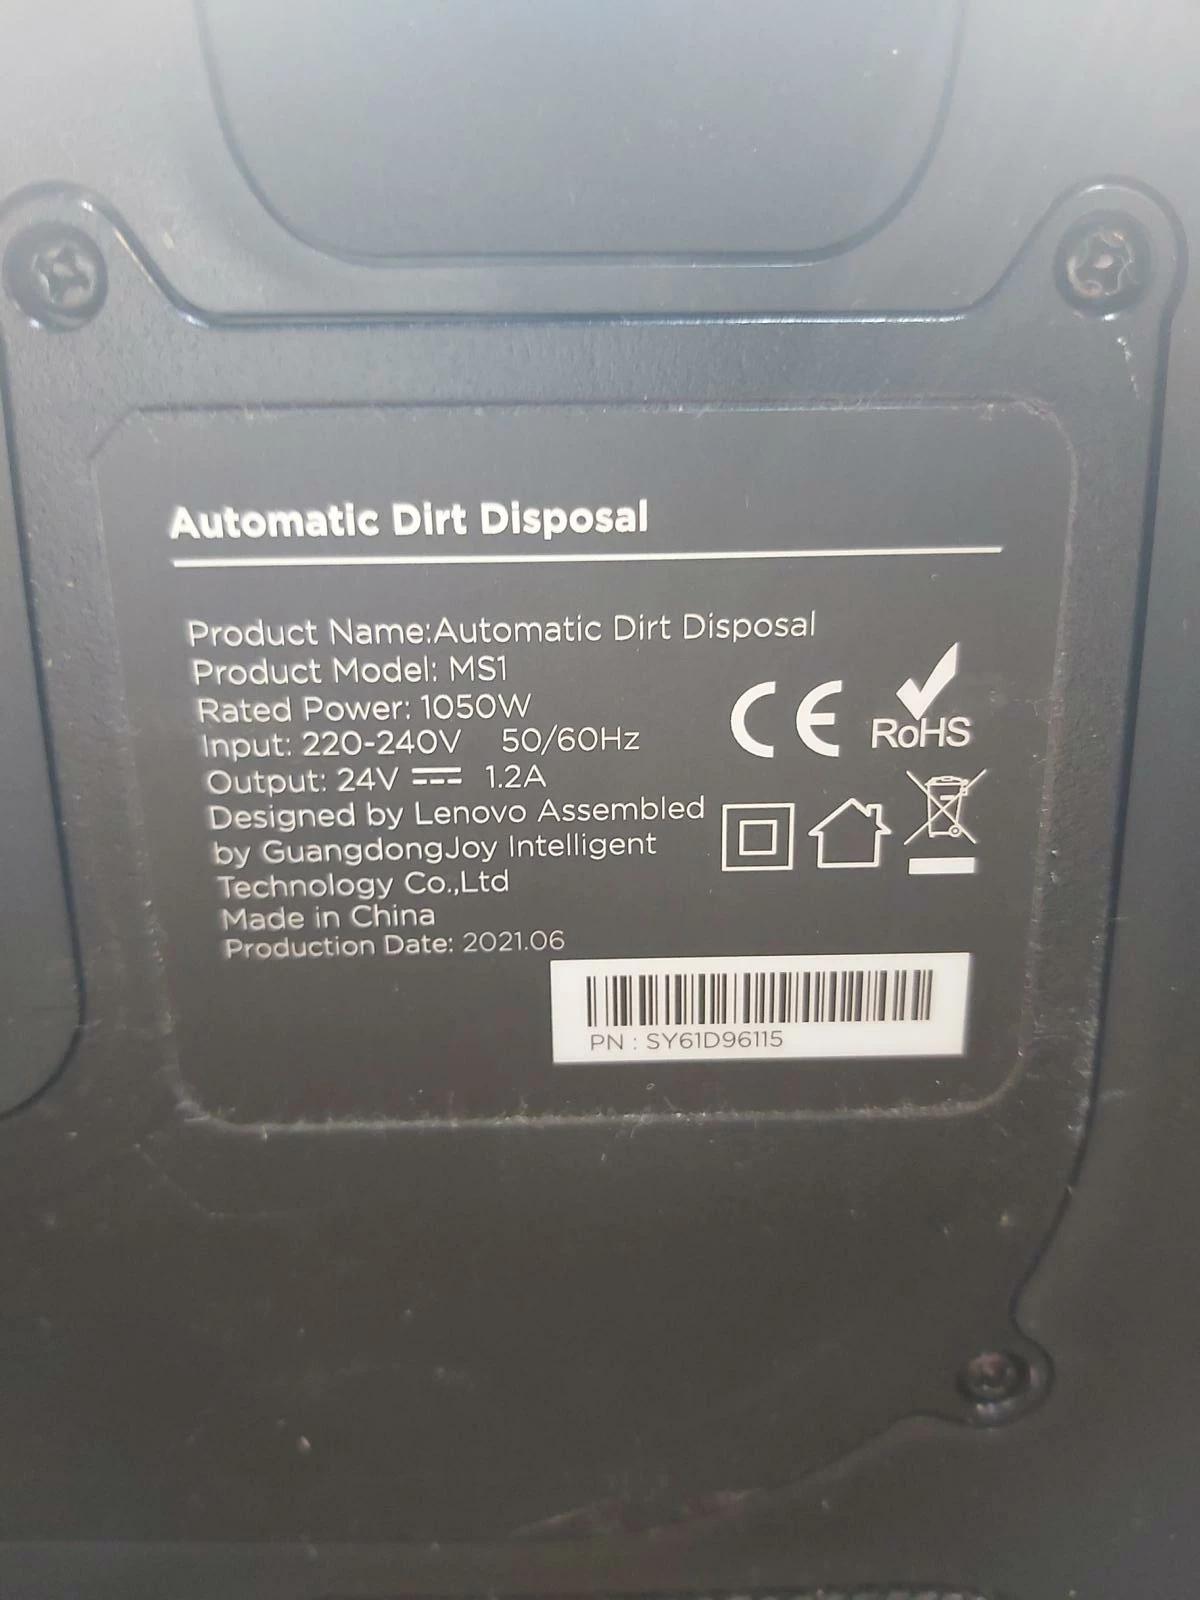 Automatic Dirt Disposal
Product Name:Automatic Dirt Disposal
Product Model: MS1
Rated Power: 1050W
Input: 220-240V 50/60Hz
Output: 24V ⎓ 1.2A
Designed by Lenovo Assembled
by GuangdongJoy Intelligent
Technology Co.,Ltd
Made in China
Production Date: 2021.06
CE
RoHS
PN : SY61D96115